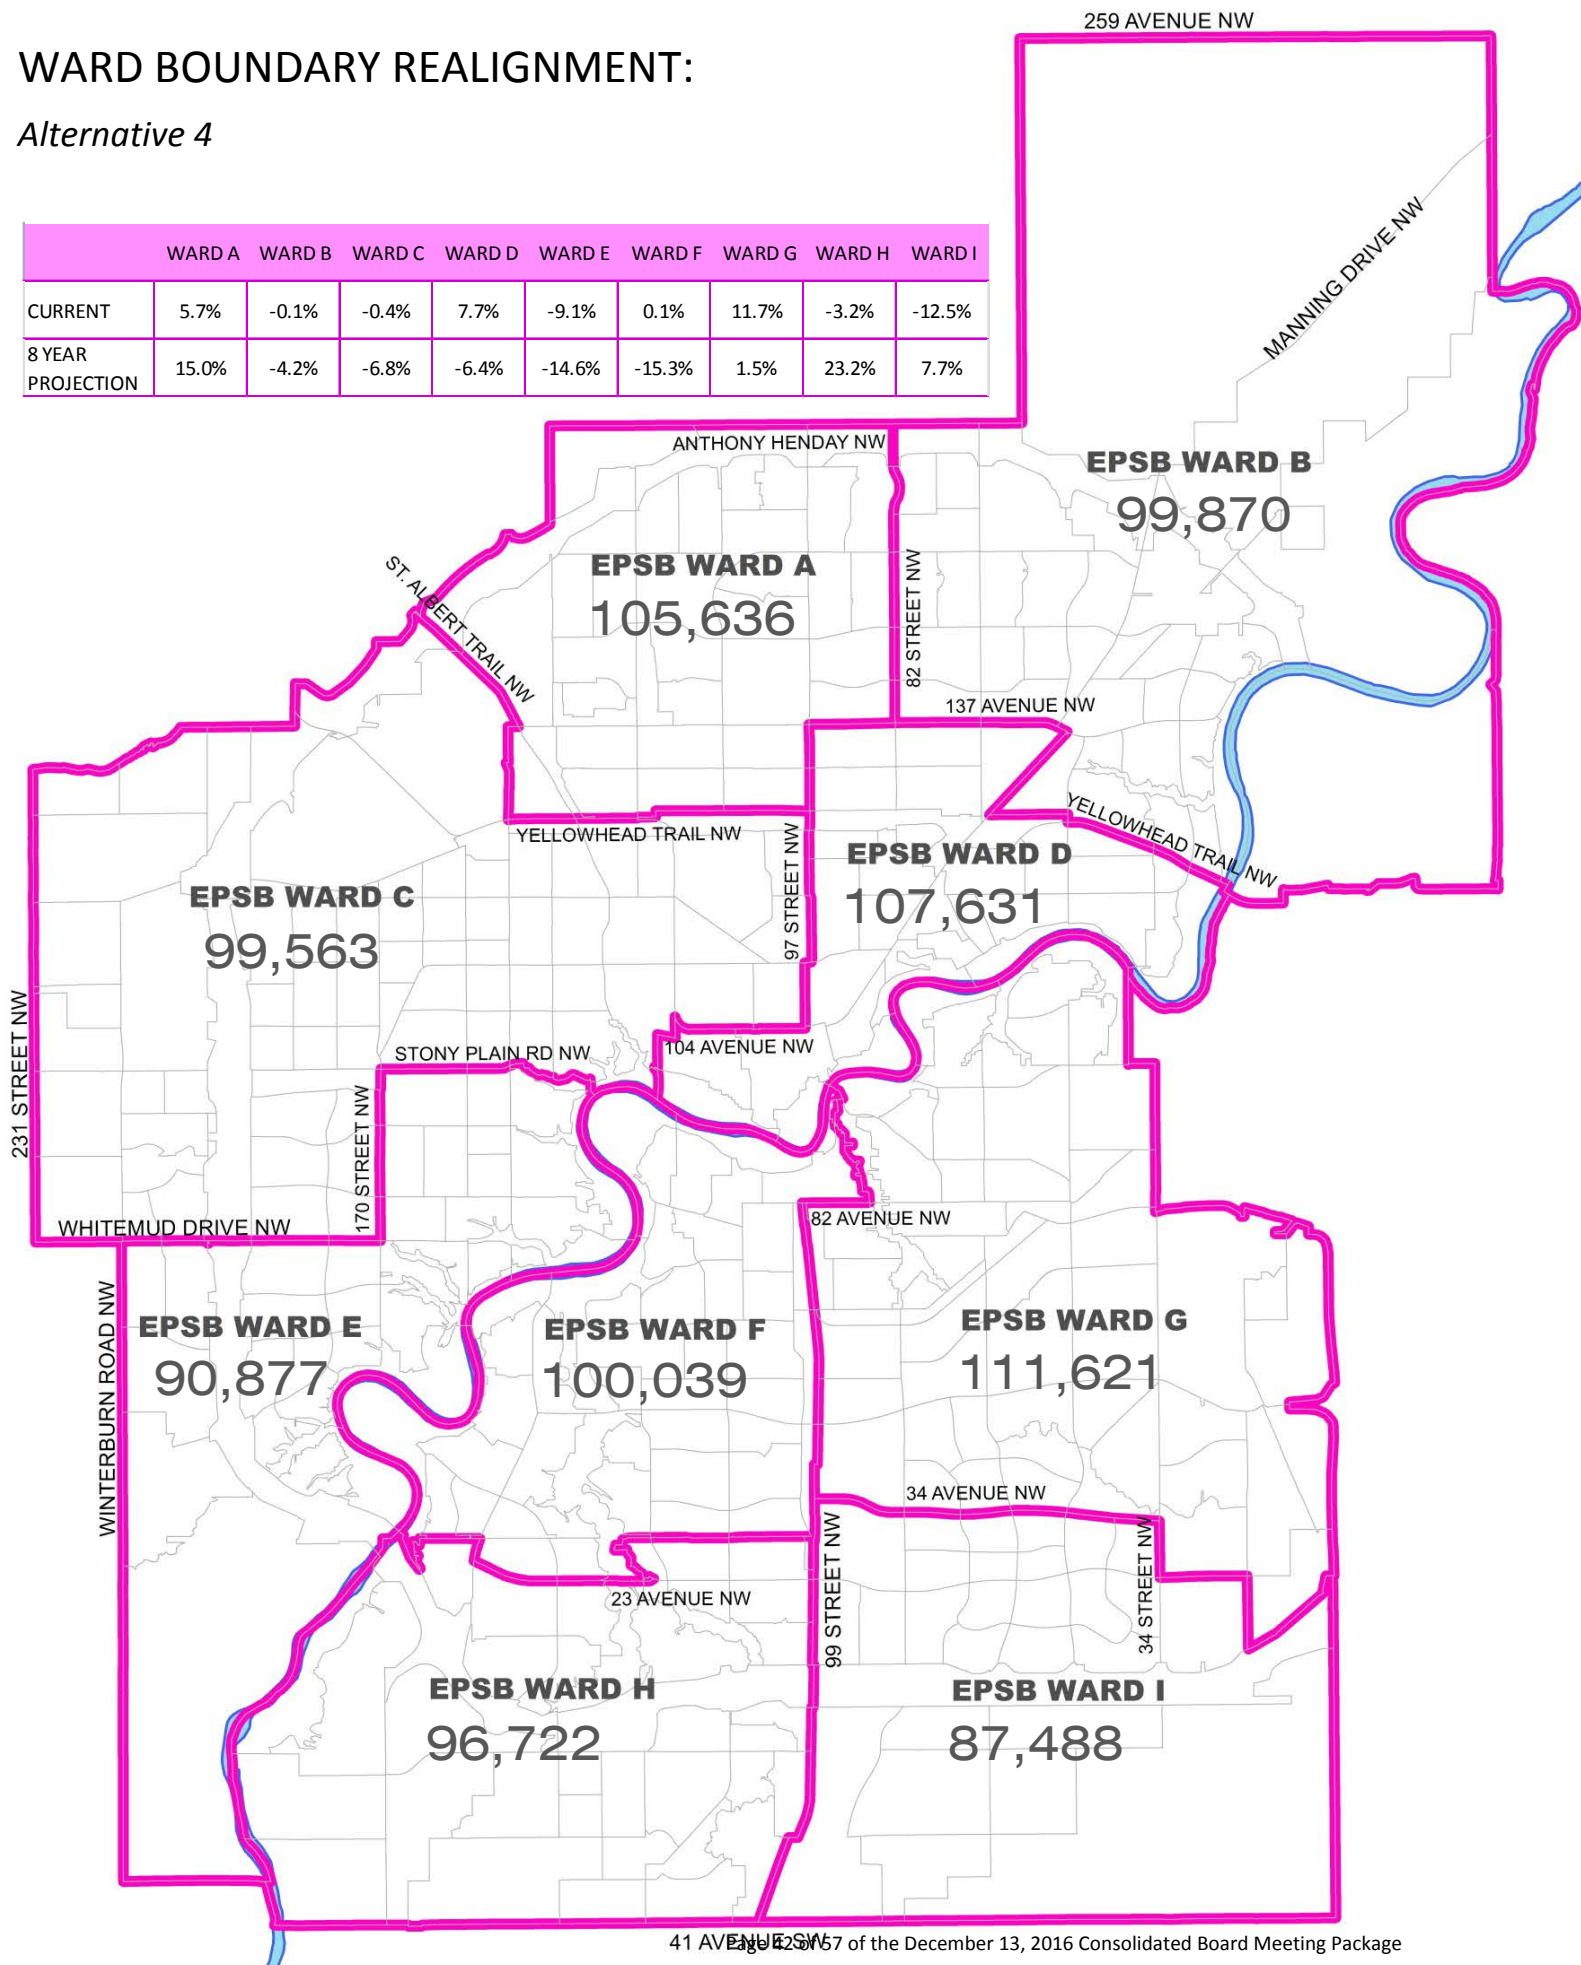 259 AVENUE NW
WARD BOUNDARY REALIGNMENT:
Alternative 4
WARD A WARD B WARD C WARD D WARD E WARD F WARD G WARD H WARD I
CURRENT 5.7% -0.1% -0.4% 7.7% -9.1% 0.1% 11.7% -3.2% -12.5%
8 YEAR
PROJECTION 15.0% -4.2% -6.8% -6.4% -14.6% -15.3% 1.5% 23.2% 7.7%
MANNING DRIVE NW
ANTHONY HENDAY NW
EPSB WARD B
99,870
EPSB WARD A
105,636
ST. ALBERT TRAIL NW
82 STREET NW
137 AVENUE NW
YELLOWHEAD TRAIL NW
YELLOWHEAD TRAIL NW
97 STREET NW
EPSB WARD D
107,631
EPSB WARD C
99,563
231 STREET NW
STONY PLAIN RD NW
104 AVENUE NW
170 STREET NW
WHITEMUD DRIVE NW
82 AVENUE NW
WINTERBURN ROAD NW
EPSB WARD E
90,877
EPSB WARD F
100,039
EPSB WARD G
111,621
34 AVENUE NW
99 STREET NW
34 STREET NW
23 AVENUE NW
EPSB WARD H
96,722
EPSB WARD I
87,488
41 AVENUE SW
Page 42 of 57 of the December 13, 2016 Consolidated Board Meeting Package